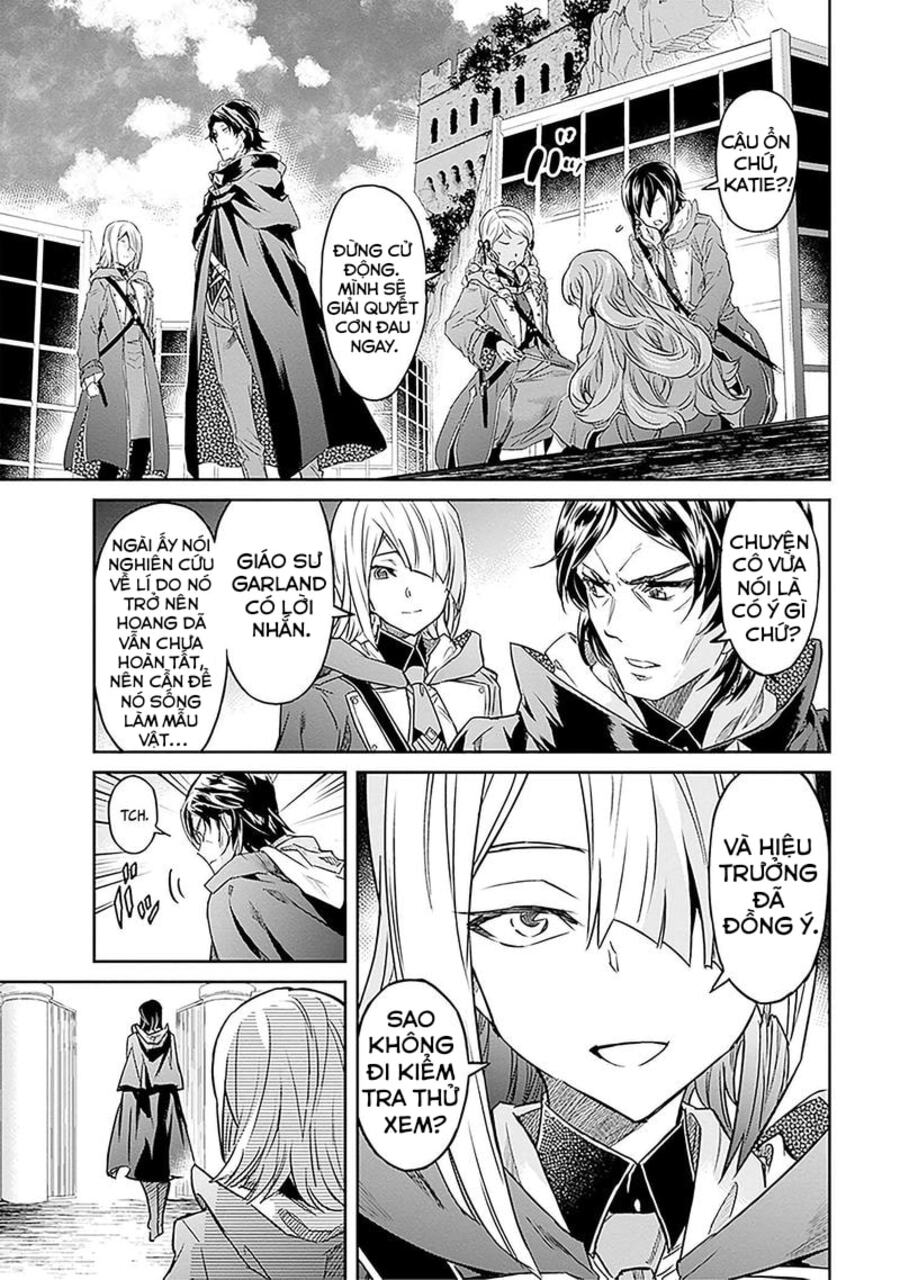 CẬU ỔN
CHỨ,
KATIE?!
ĐỪNG CỬ
ĐỘNG.
MÌNH SẼ
GIẢI QUYẾT
CƠN ĐAU
NGAY.
CHUYỆN
CÔ VỪA
NÓI LÀ
CÓ Ý GÌ
CHỨ?
GIÁO SƯ
GARLAND
CÓ LỜI
NHẮN.
NGÀI ẤY NÓI
NGHIÊN CỨU
VỀ LÍ DO NÓ
TRỞ NÊN
HOANG DÃ
VẪN CHƯA
HOÀN TẤT,
NÊN CẦN ĐỂ
NÓ SỐNG
LÀM MẪU
VẬT...
VÀ HIỆU
TRƯỞNG
ĐÃ
ĐỒNG Ý.
SAO
KHÔNG
ĐI KIỂM
TRA THỬ
XEM?
TCH.